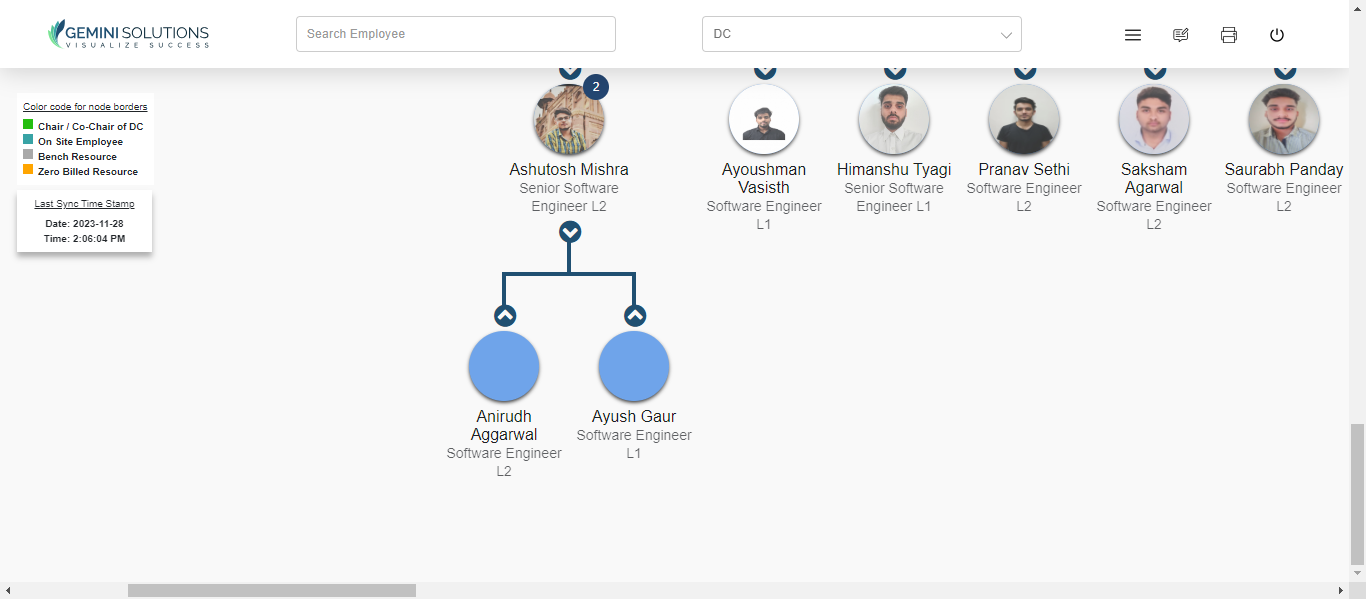 GEMINI SOLUTIONS
VISUALIZE SUCCESS
Search Employee
DC
Color code for node borders
Chair / Co-Chair of DC
On Site Employee
Bench Resource
Zero Billed Resource
Last Sync Time Stamp
Date: 2023-11-28
Time: 2:06:04 PM
2
Ashutosh Mishra
Senior Software
Engineer L2
Ayoushman
Vasisth
Software Engineer
L1
Himanshu Tyagi
Senior Software
Engineer L1
Pranav Sethi
Software Engineer
L2
Saksham
Agarwal
Software Engineer
L2
Saurabh Panday
Software Engineer
L2
Anirudh
Aggarwal
Software Engineer
L2
Ayush Gaur
Software Engineer
L1